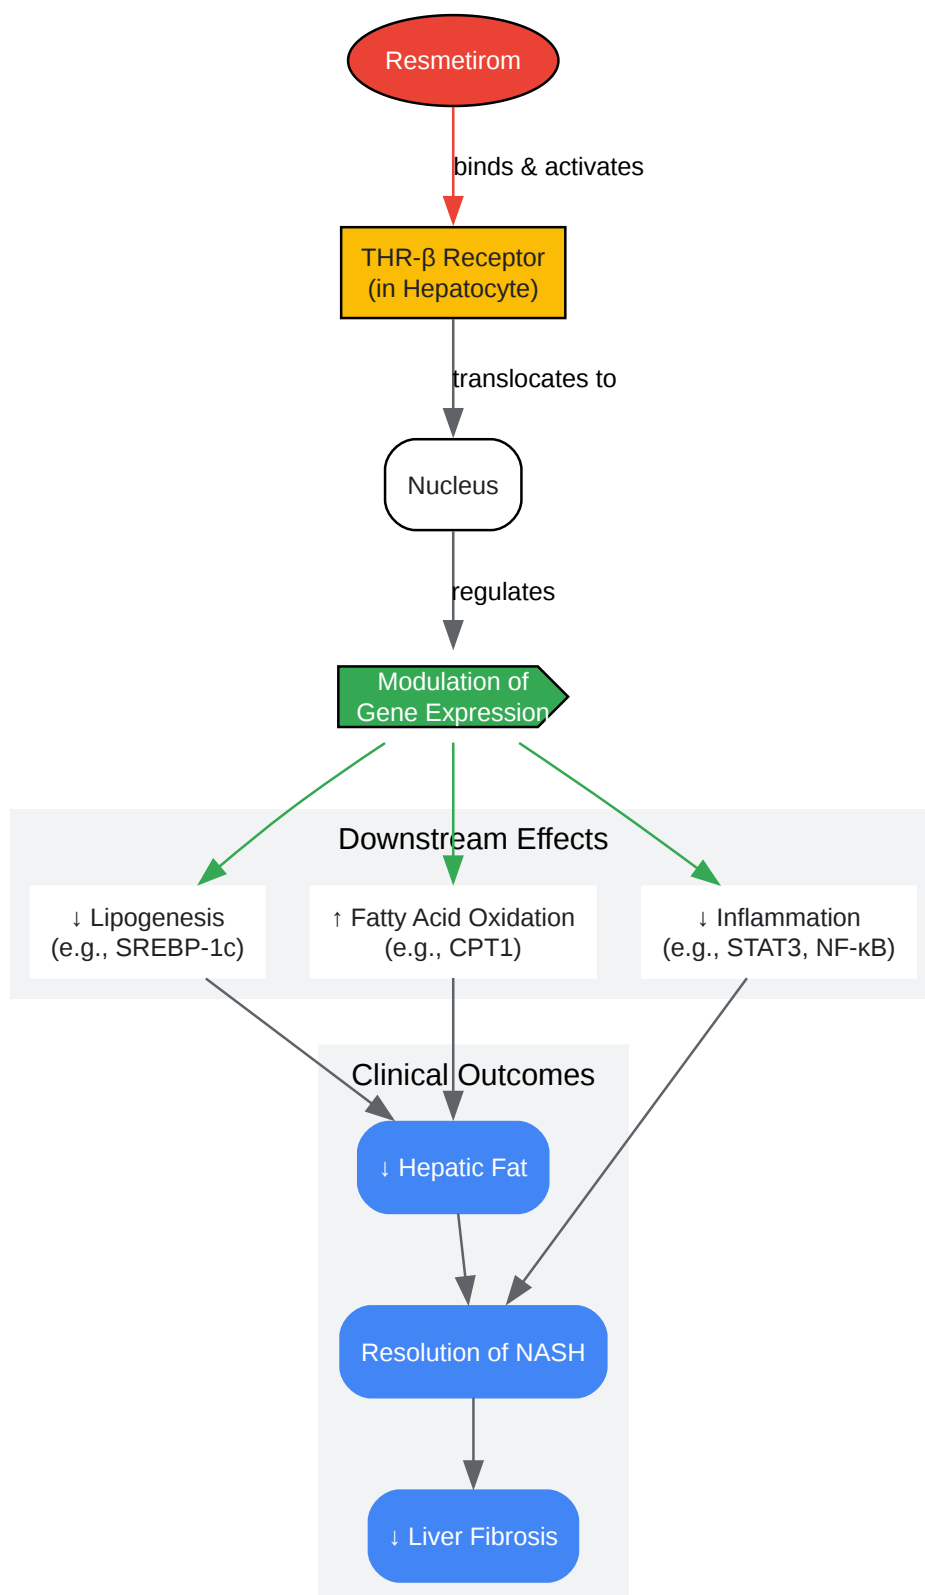 Resmetirom
binds & activates
THR-β Receptor
(in Hepatocyte)
translocates to
Nucleus
regulates
Modulation of
Gene Expression
Downstream Effects
↓ Lipogenesis
(e.g., SREBP-1c)
↑ Fatty Acid Oxidation
(e.g., CPT1)
↓ Inflammation
(e.g., STAT3, NF-κB)
Clinical Outcomes
↓ Hepatic Fat
Resolution of NASH
↓ Liver Fibrosis